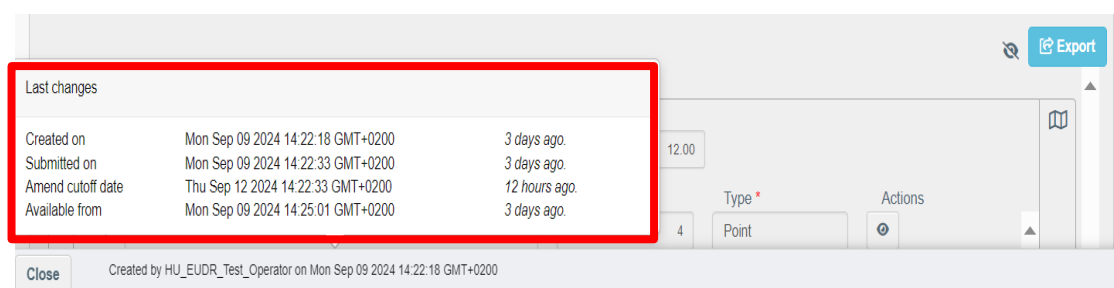 Export
Last changes
Created on Mon Sep 09 2024 14:22:18 GMT+0200 3 days ago.
Submitted on Mon Sep 09 2024 14:22:33 GMT+0200 3 days ago.
Amend cutoff date Thu Sep 12 2024 14:22:33 GMT+0200 12 hours ago.
Available from Mon Sep 09 2024 14:25:01 GMT+0200 3 days ago.
12.00
Type * Actions
4 Point
Close Created by HU_EUDR_Test_Operator on Mon Sep 09 2024 14:22:18 GMT+0200